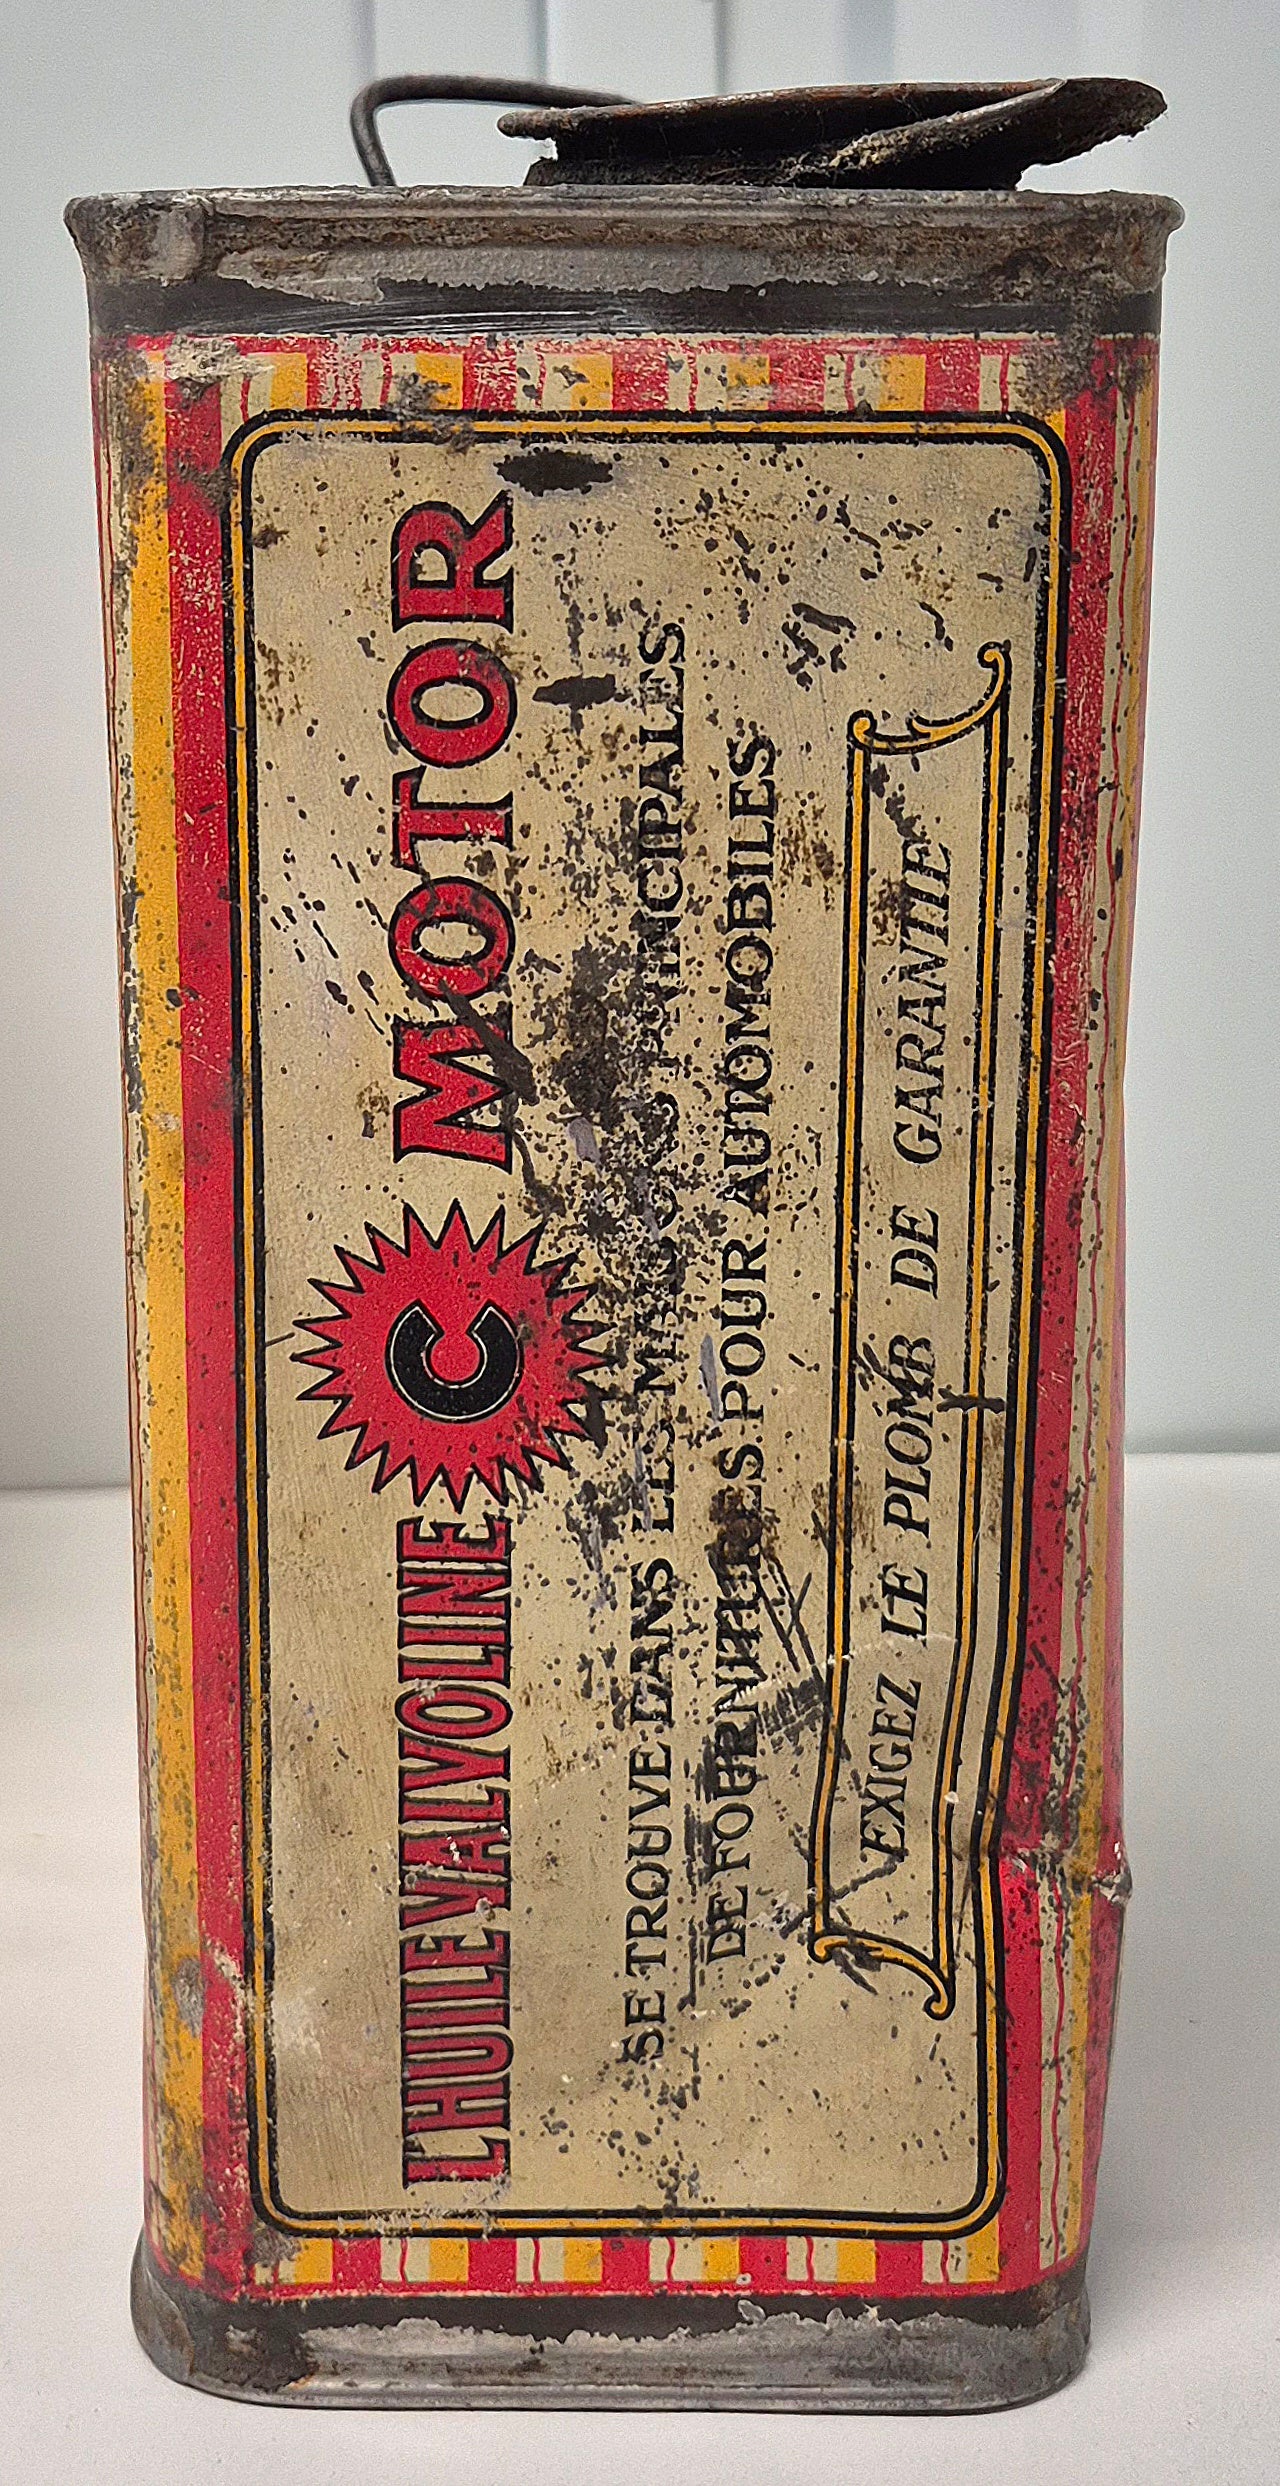 L'HUILE VALVOLINE C MOTOR
SE TROUVE DANS LES MAISONS PRINCIPALES
DE FOURNITURES POUR AUTOMOBILES
EXIGEZ LE PLOMB DE GARANTIE